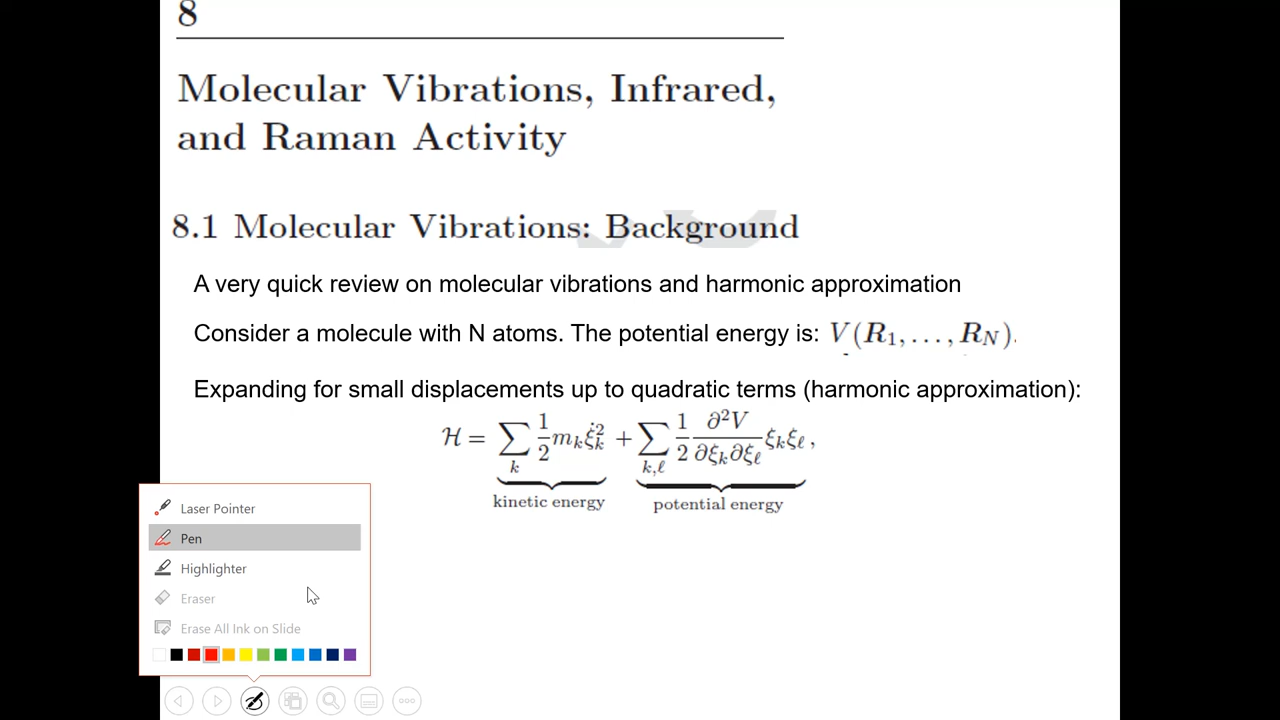 8
Molecular Vibrations, Infrared,
and Raman Activity
8.1 Molecular Vibrations: Background
A very quick review on molecular vibrations and harmonic approximation
Consider a molecule with N atoms. The potential energy is: V(R₁, . . . , R_N).
Expanding for small displacements up to quadratic terms (harmonic approximation):
ℋ = ∑_k 1/2 m_k ξ̇_k² + ∑_{k,ℓ} 1/2 ∂²V/∂ξ_k∂ξ_ℓ ξ_kξ_ℓ ,
kinetic energy potential energy
Laser Pointer
Pen
Highlighter
Eraser
Erase All Ink on Slide